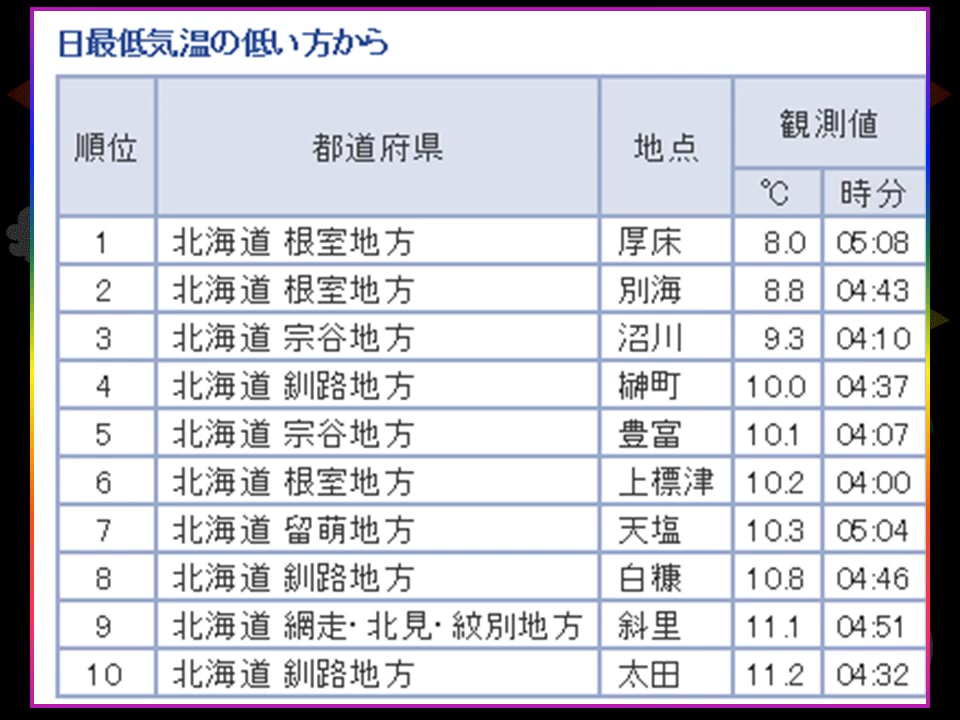 日最低気温の低い方から
順位 都道府県 地点 観測値
℃ 時分
1 北海道 根室地方 厚床 8.0 05:08
2 北海道 根室地方 別海 8.8 04:43
3 北海道 宗谷地方 沼川 9.3 04:10
4 北海道 釧路地方 榊町 10.0 04:37
5 北海道 宗谷地方 豊富 10.1 04:07
6 北海道 根室地方 上標津 10.2 04:00
7 北海道 留萌地方 天塩 10.3 05:04
8 北海道 釧路地方 白糠 10.8 04:46
9 北海道 網走・北見・紋別地方 斜里 11.1 04:51
10 北海道 釧路地方 太田 11.2 04:32